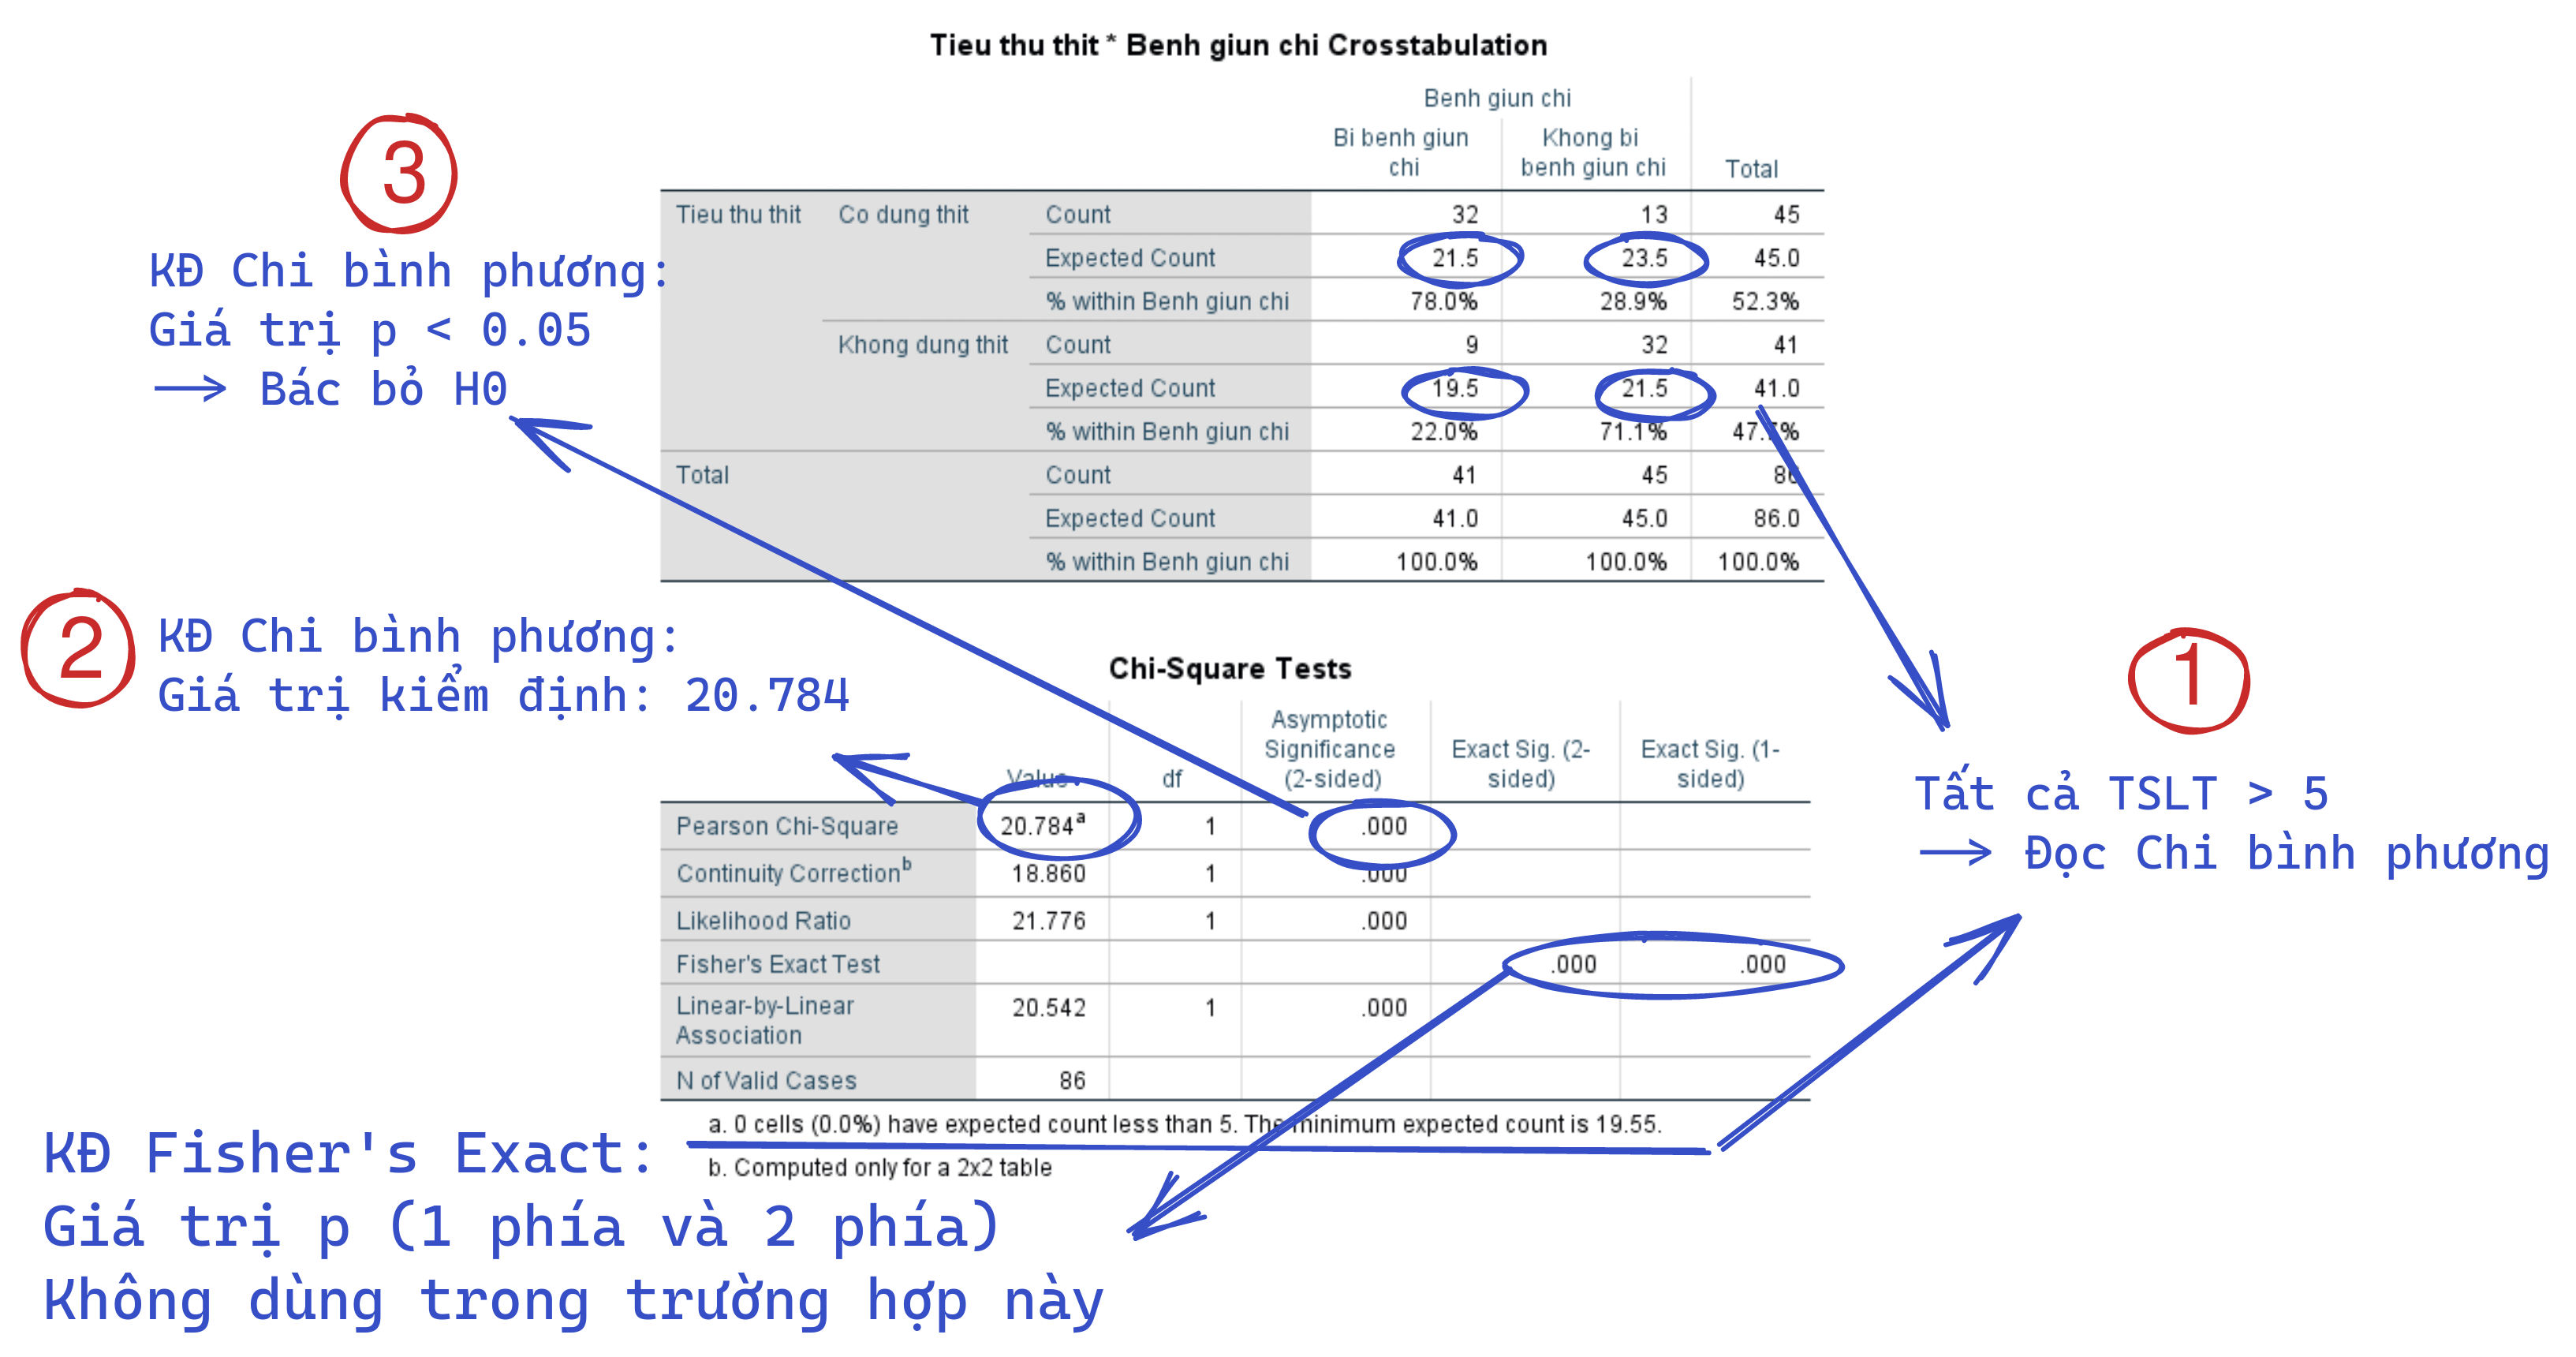 Tieu thu thit * Benh giun chi Crosstabulation
Benh giun chi
Bi benh giun chi
Khong bi benh giun chi
Total
Tieu thu thit Co dung thit Count 32 13 45
Expected Count 21.5 23.5 45.0
% within Benh giun chi 78.0% 28.9% 52.3%
Khong dung thit Count 9 32 41
Expected Count 19.5 21.5 41.0
% within Benh giun chi 22.0% 71.1% 47.7%
Total Count 41 45 86
Expected Count 41.0 45.0 86.0
% within Benh giun chi 100.0% 100.0% 100.0%
3
KĐ Chi bình phương:
Giá trị p < 0.05
→ Bác bỏ H0
2
KĐ Chi bình phương:
Giá trị kiểm định: 20.784
1
Tất cả TSLT > 5
→ Đọc Chi bình phương
Chi-Square Tests
Value
df
Asymptotic Significance (2-sided)
Exact Sig. (2-sided)
Exact Sig. (1-sided)
Pearson Chi-Square 20.784a 1 .000
Continuity Correctionb 18.860 1 .000
Likelihood Ratio 21.776 1 .000
Fisher's Exact Test .000 .000
Linear-by-Linear Association 20.542 1 .000
N of Valid Cases 86
a. 0 cells (0.0%) have expected count less than 5. The minimum expected count is 19.55.
b. Computed only for a 2x2 table
KĐ Fisher's Exact:
Giá trị p (1 phía và 2 phía)
Không dùng trong trường hợp này